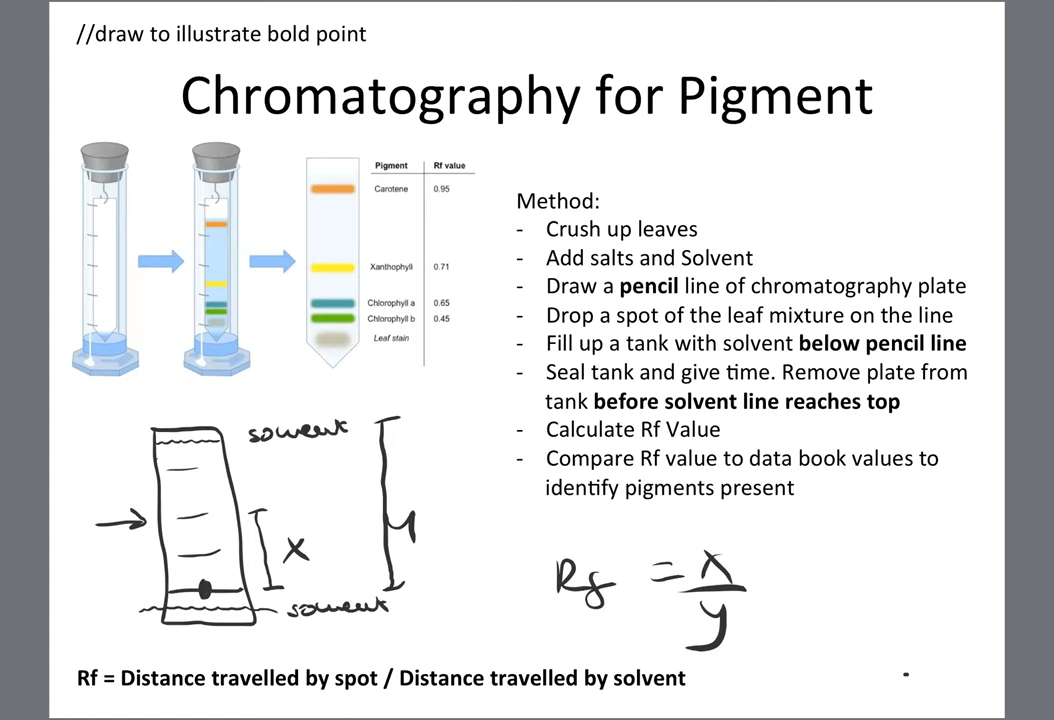 //draw to illustrate bold point
Chromatography for Pigment
Pigment Rf value
Carotene 0.95
Xanthophyll 0.71
Chlorophyll a 0.65
Chlorophyll b 0.45
Leaf stain
Method:
- Crush up leaves
- Add salts and Solvent
- Draw a pencil line of chromatography plate
- Drop a spot of the leaf mixture on the line
- Fill up a tank with solvent below pencil line
- Seal tank and give time. Remove plate from
tank before solvent line reaches top
- Calculate Rf Value
- Compare Rf value to data book values to
identify pigments present
solvent
x
y
solvent
Rf = x
y
Rf = Distance travelled by spot / Distance travelled by solvent